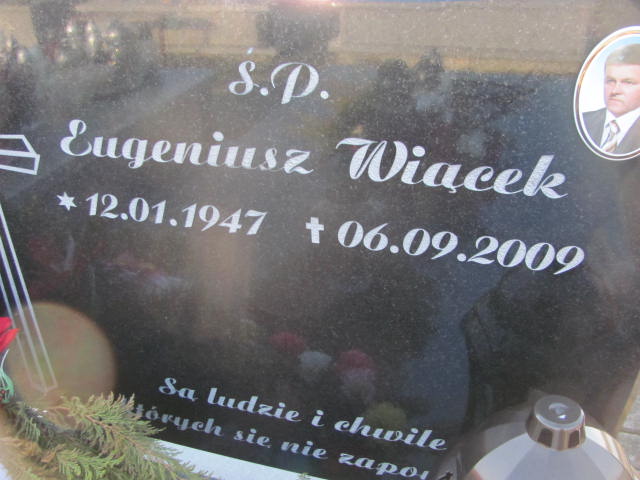 Ś.P.
Eugeniusz Wiącek
* 12.01.1947 ✝ 06.09.2009
Są ludzie i chwile
których się nie